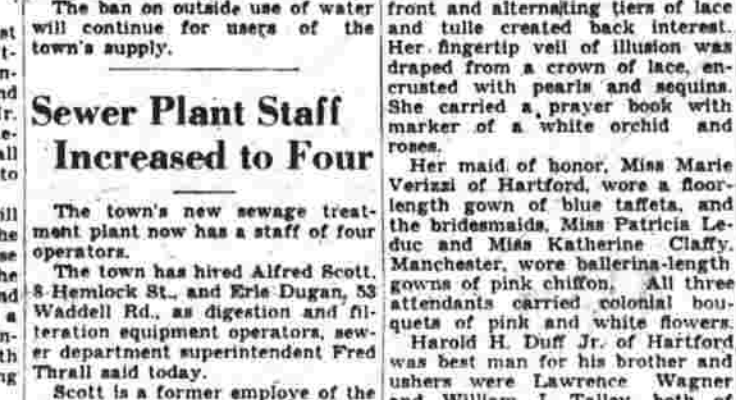 The ban on outside use of water
will continue for users of the
town's supply.
Sewer Plant Staff
Increased to Four
The town's new sewage treat-
ment plant now has a staff of four
operators.
The town has hired Alfred Scott,
8 Hemlock St., and Erle Dugan, 53
Waddell Rd., as digestion and fil-
teration equipment operators, sew-
er department superintendent Fred
Thrall said today.
Scott is a former employe of the
front and alternating tiers of lace
and tulle created back interest.
Her fingertip veil of illusion was
draped from a crown of lace, en-
crusted with pearls and sequins.
She carried a prayer book with
marker of a white orchid and
roses.
Her maid of honor, Miss Marie
Verizzi of Hartford, wore a floor-
length gown of blue taffeta, and
the bridesmaids, Miss Patricia Le-
duc and Miss Katherine Claffy,
Manchester, wore ballerina-length
gowns of pink chiffon. All three
attendants carried colonial bou-
quets of pink and white flowers.
Harold H. Duff Jr. of Hartford
was best man for his brother and
ushers were Lawrence Wagner
and William J. Talley, both of